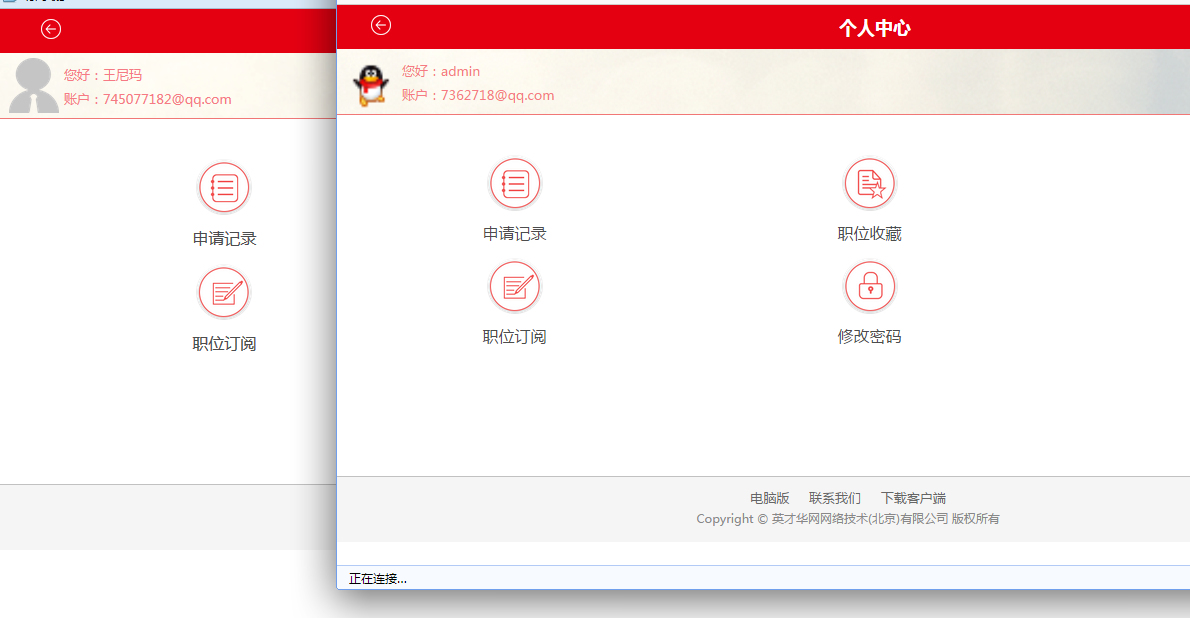 您好：王尼玛
账户：745077182@qq.com
申请记录
职位订阅
个人中心
您好：admin
账户：7362718@qq.com
申请记录
职位收藏
职位订阅
修改密码
电脑版 联系我们 下载客户端
Copyright © 英才华网网络技术(北京)有限公司 版权所有
正在连接...